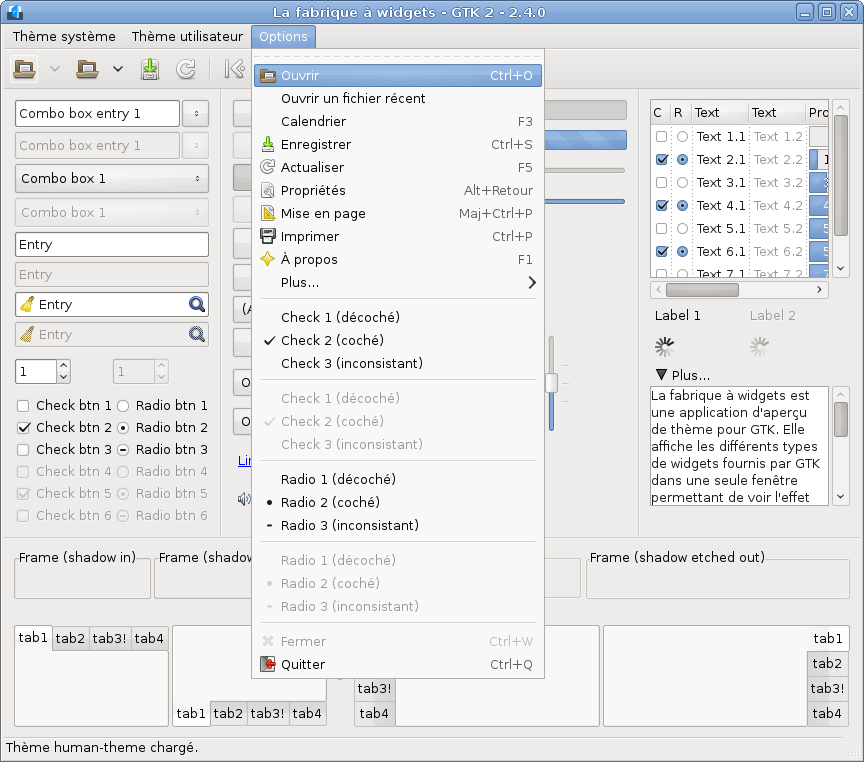 La fabrique à widgets - GTK 2 - 2.4.0
Thème système Thème utilisateur Options
Ouvrir Ctrl+O
Ouvrir un fichier récent
Calendrier F3
Enregistrer Ctrl+S
Actualiser F5
Propriétés Alt+Retour
Mise en page Maj+Ctrl+P
Imprimer Ctrl+P
À propos F1
Plus...
Check 1 (décoché)
Check 2 (coché)
Check 3 (inconsistant)
Check 1 (décoché)
Check 2 (coché)
Check 3 (inconsistant)
Radio 1 (décoché)
Radio 2 (coché)
Radio 3 (inconsistant)
Radio 1 (décoché)
Radio 2 (coché)
Radio 3 (inconsistant)
Fermer Ctrl+W
Quitter Ctrl+Q
Combo box entry 1
Combo box entry 1
Combo box 1
Combo box 1
Entry
Entry
Entry
Entry
1 1
Check btn 1 Radio btn 1
Check btn 2 Radio btn 2
Check btn 3 Radio btn 3
Check btn 4 Radio btn 4
Check btn 5 Radio btn 5
Check btn 6 Radio btn 6
C R Text Text
Text 1.1 Text 1.2
Text 2.1 Text 2.2
Text 3.1 Text 3.2
Text 4.1 Text 4.2
Text 5.1 Text 5.2
Text 6.1 Text 6.2
Text 7.1 Text 7.2
Label 1 Label 2
Plus...
La fabrique à widgets est
une application d'aperçu
de thème pour GTK. Elle
affiche les différents types
de widgets fournis par GTK
dans une seule fenêtre
permettant de voir l'effet
Frame (shadow in) Frame (shadow Frame (shadow etched out)
tab1 tab2 tab3! tab4
tab1 tab2 tab3! tab4
tab3!
tab4
tab1
tab2
tab3!
tab4
Thème human-theme chargé.